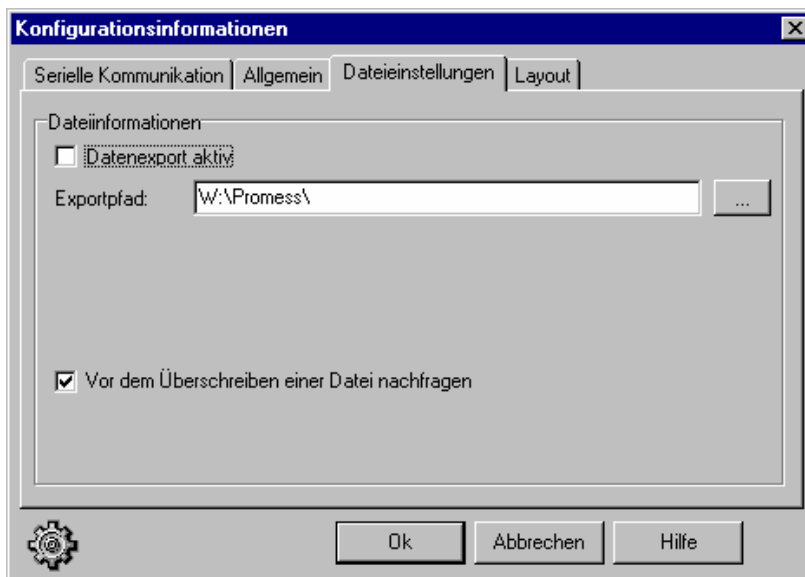 Konfigurationsinformationen
Serielle Kommunikation Allgemein Dateieinstellungen Layout
Dateiinformationen
Datenexport aktiv
Exportpfad: W:\Promess\ ...
Vor dem Überschreiben einer Datei nachfragen
Ok Abbrechen Hilfe